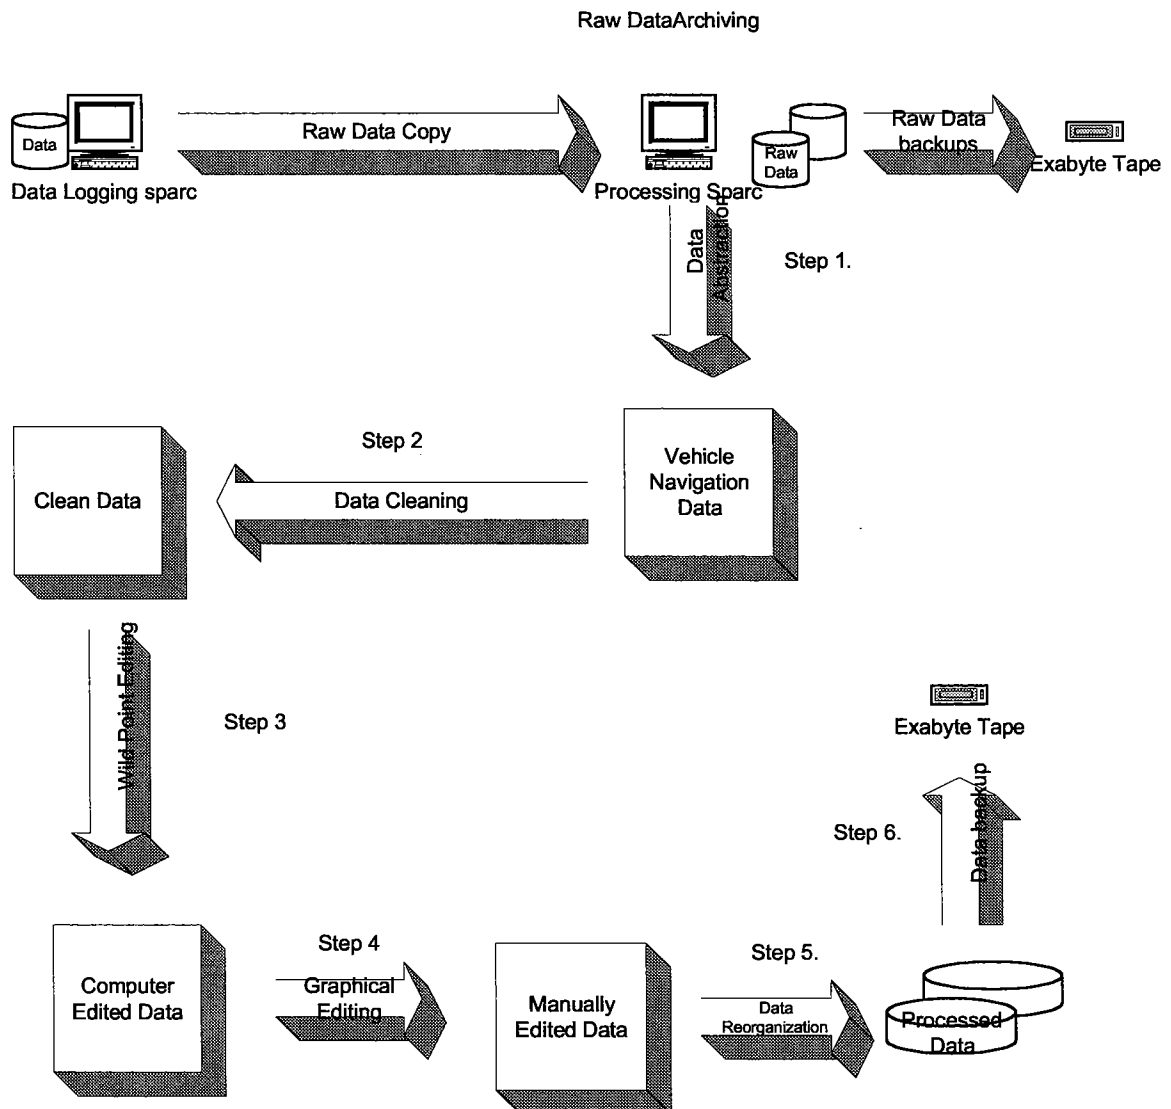 Raw DataArchiving
Data
Data Logging sparc
Raw Data Copy
Processing Sparc
Raw
Data
Raw Data
backups
Exabyte Tape
Data
Abstraction
Step 1.
Vehicle
Navigation
Data
Step 2
Data Cleaning
Clean Data
Wild Point Editing
Step 3
Computer
Edited Data
Step 4
Graphical
Editing
Manually
Edited Data
Step 5.
Data
Reorganization
Processed
Data
Step 6.
Data backup
Exabyte Tape